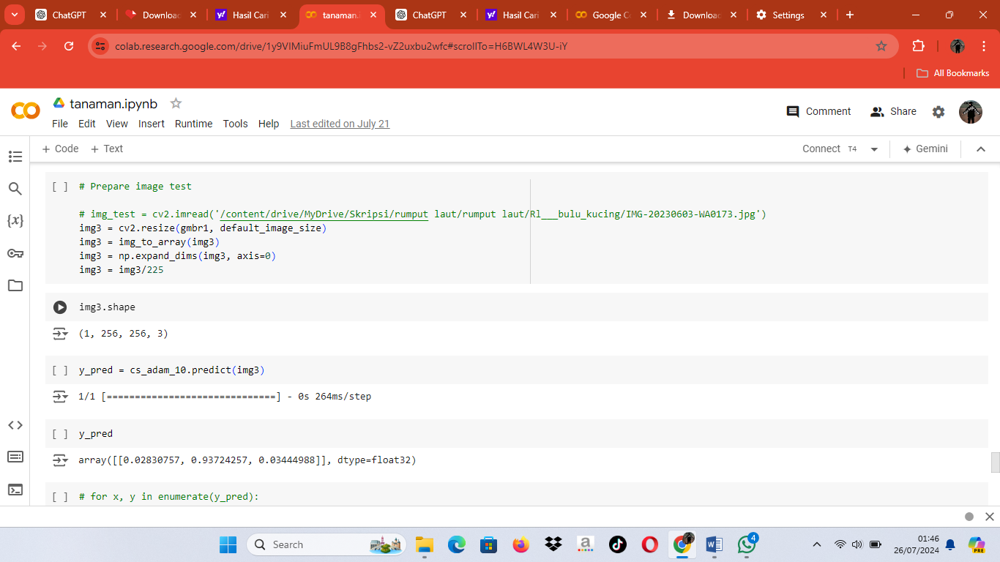 ChatGPT
Download
Hasil Cari
tanaman.
ChatGPT
Hasil Cari
Google Co
Download
Settings
colab.research.google.com/drive/1y9VIMiuFmUL9B8gFhbs2-vZ2uxbu2wfc#scrollTo=H6BWL4W3U-iY
All Bookmarks
tanaman.ipynb
File Edit View Insert Runtime Tools Help Last edited on July 21
Comment Share
+ Code + Text
Connect T4 Gemini
[ ] # Prepare image test
# img_test = cv2.imread('/content/drive/MyDrive/Skripsi/rumput laut/rumput laut/Rl___bulu_kucing/IMG-20230603-WA0173.jpg')
img3 = cv2.resize(gmbr1, default_image_size)
img3 = img_to_array(img3)
img3 = np.expand_dims(img3, axis=0)
img3 = img3/225
img3.shape
(1, 256, 256, 3)
[ ] y_pred = cs_adam_10.predict(img3)
1/1 [==============================] - 0s 264ms/step
[ ] y_pred
array([[0.02830757, 0.93724257, 0.03444988]], dtype=float32)
[ ] # for x, y in enumerate(y_pred):
{x}
Search
4
01:46
26/07/2024
PRE